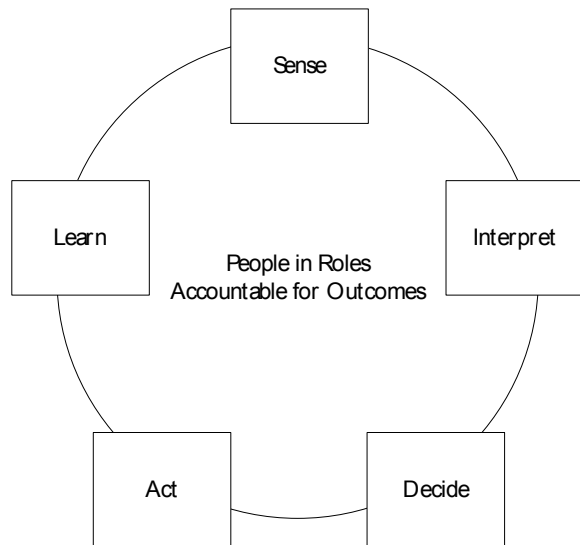 Sense
Learn
Interpret
People in Roles
Accountable for Outcomes
Act
Decide